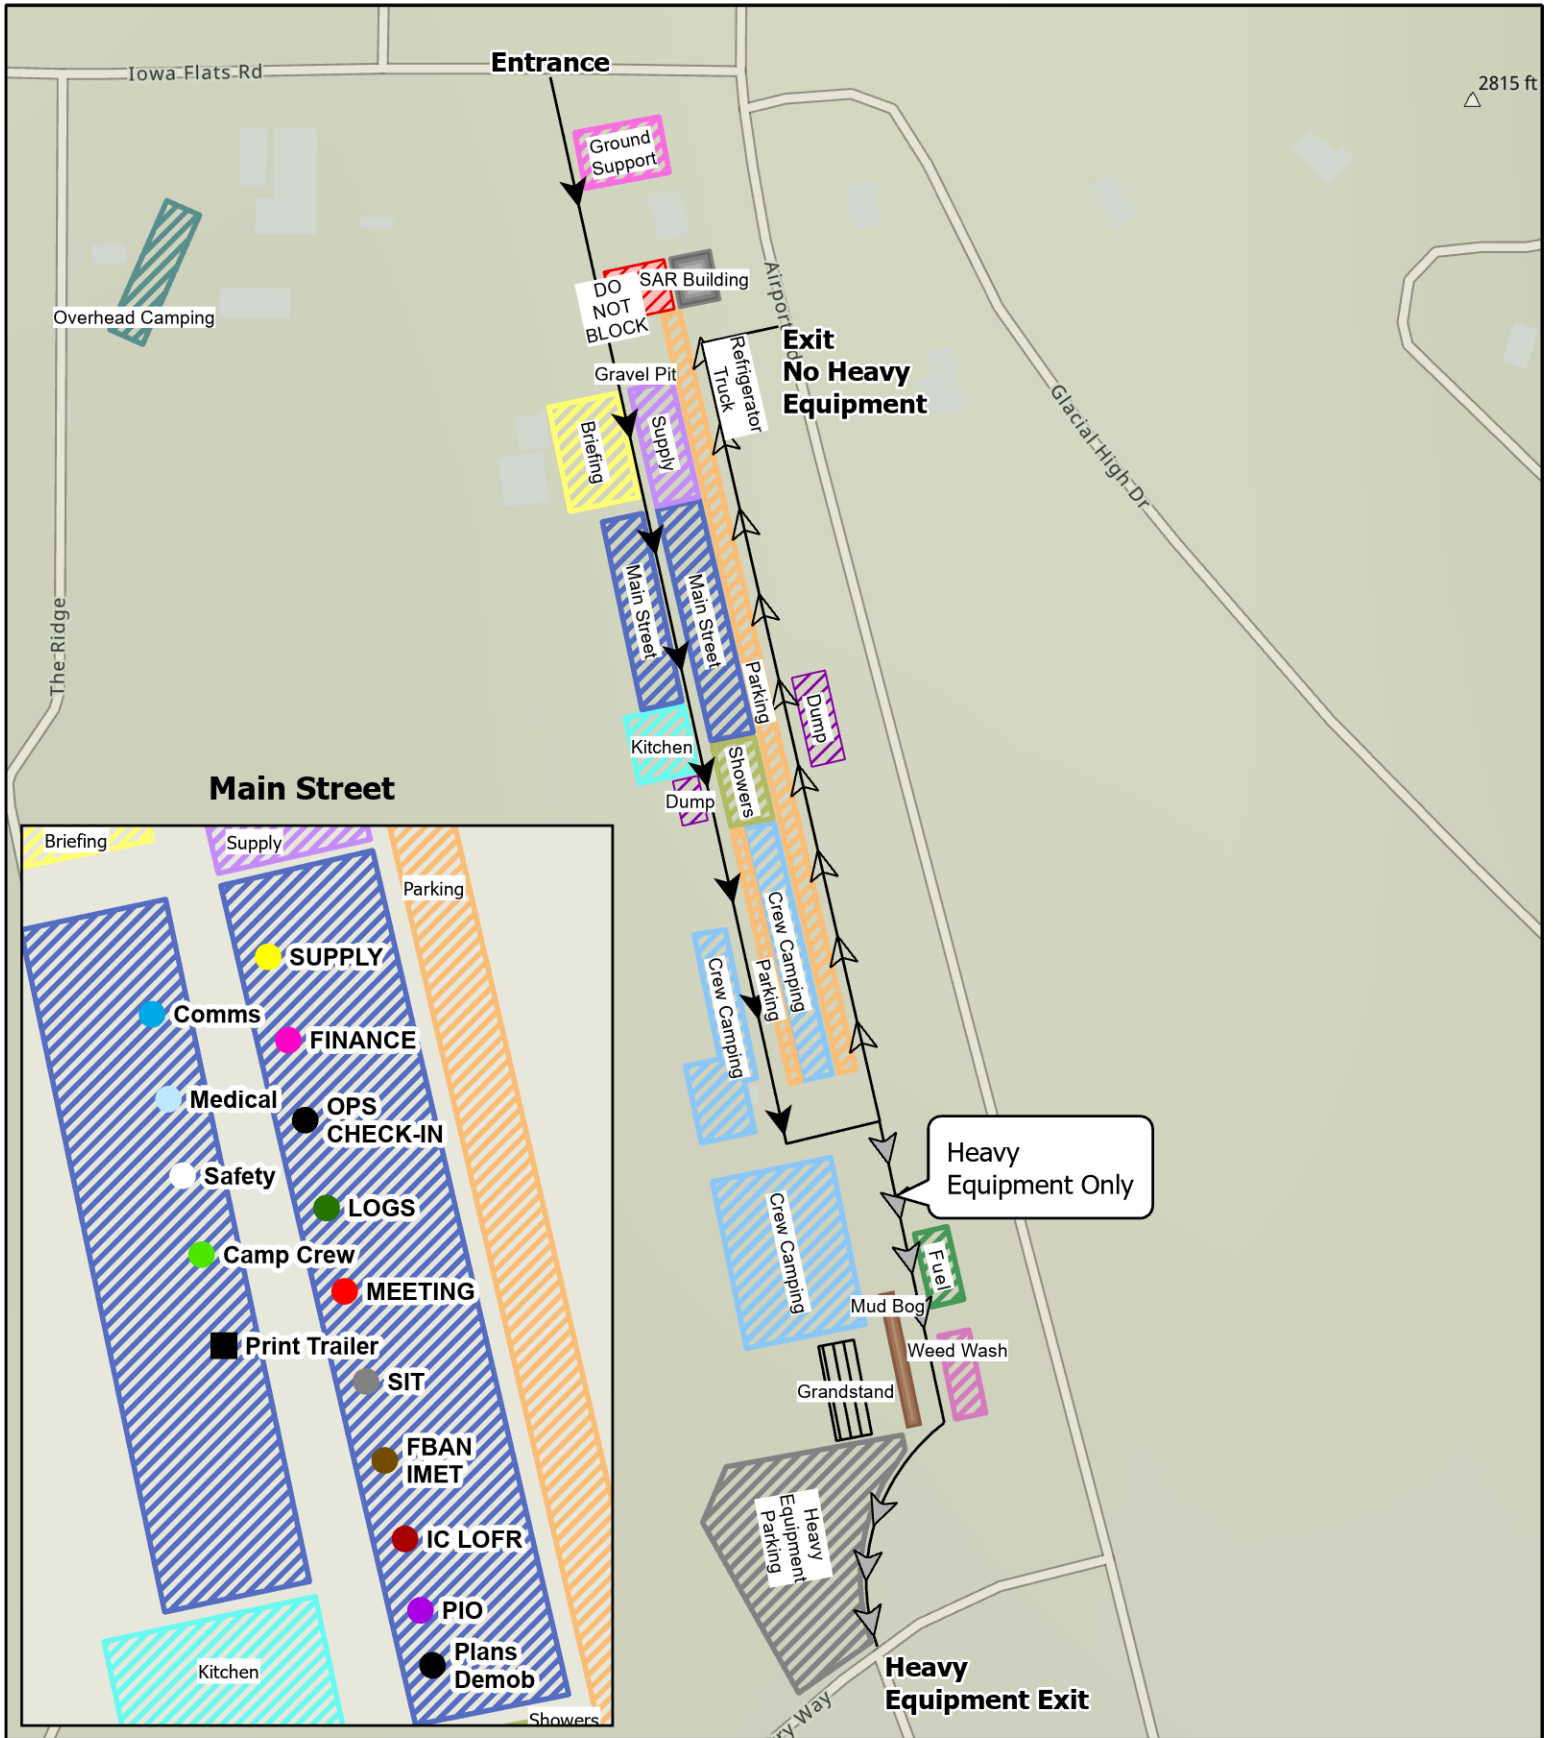 Entrance
Iowa Flats Rd
2815 ft
Ground
Support
SAR Building
DO
NOT
BLOCK
Airport
Overhead Camping
Exit
No Heavy
Equipment
Refrigerator
Truck
Gravel Pit
Briefing
Supply
Glacial High Dr
Main Street
Main Street
The Ridge
Parking
Dump
Kitchen
Showers
Dump
Crew Camping
Parking
Crew Camping
Heavy
Equipment Only
Crew Camping
Fuel
Mud Bog
Weed Wash
Grandstand
Heavy
Equipment
Parking
Heavy
Equipment Exit
ry Way
Main Street
Briefing
Supply
Parking
SUPPLY
Comms
FINANCE
Medical
OPS
CHECK-IN
Safety
LOGS
Camp Crew
MEETING
Print Trailer
SIT
FBAN
IMET
IC LOFR
PIO
Plans
Demob
Kitchen
Showers